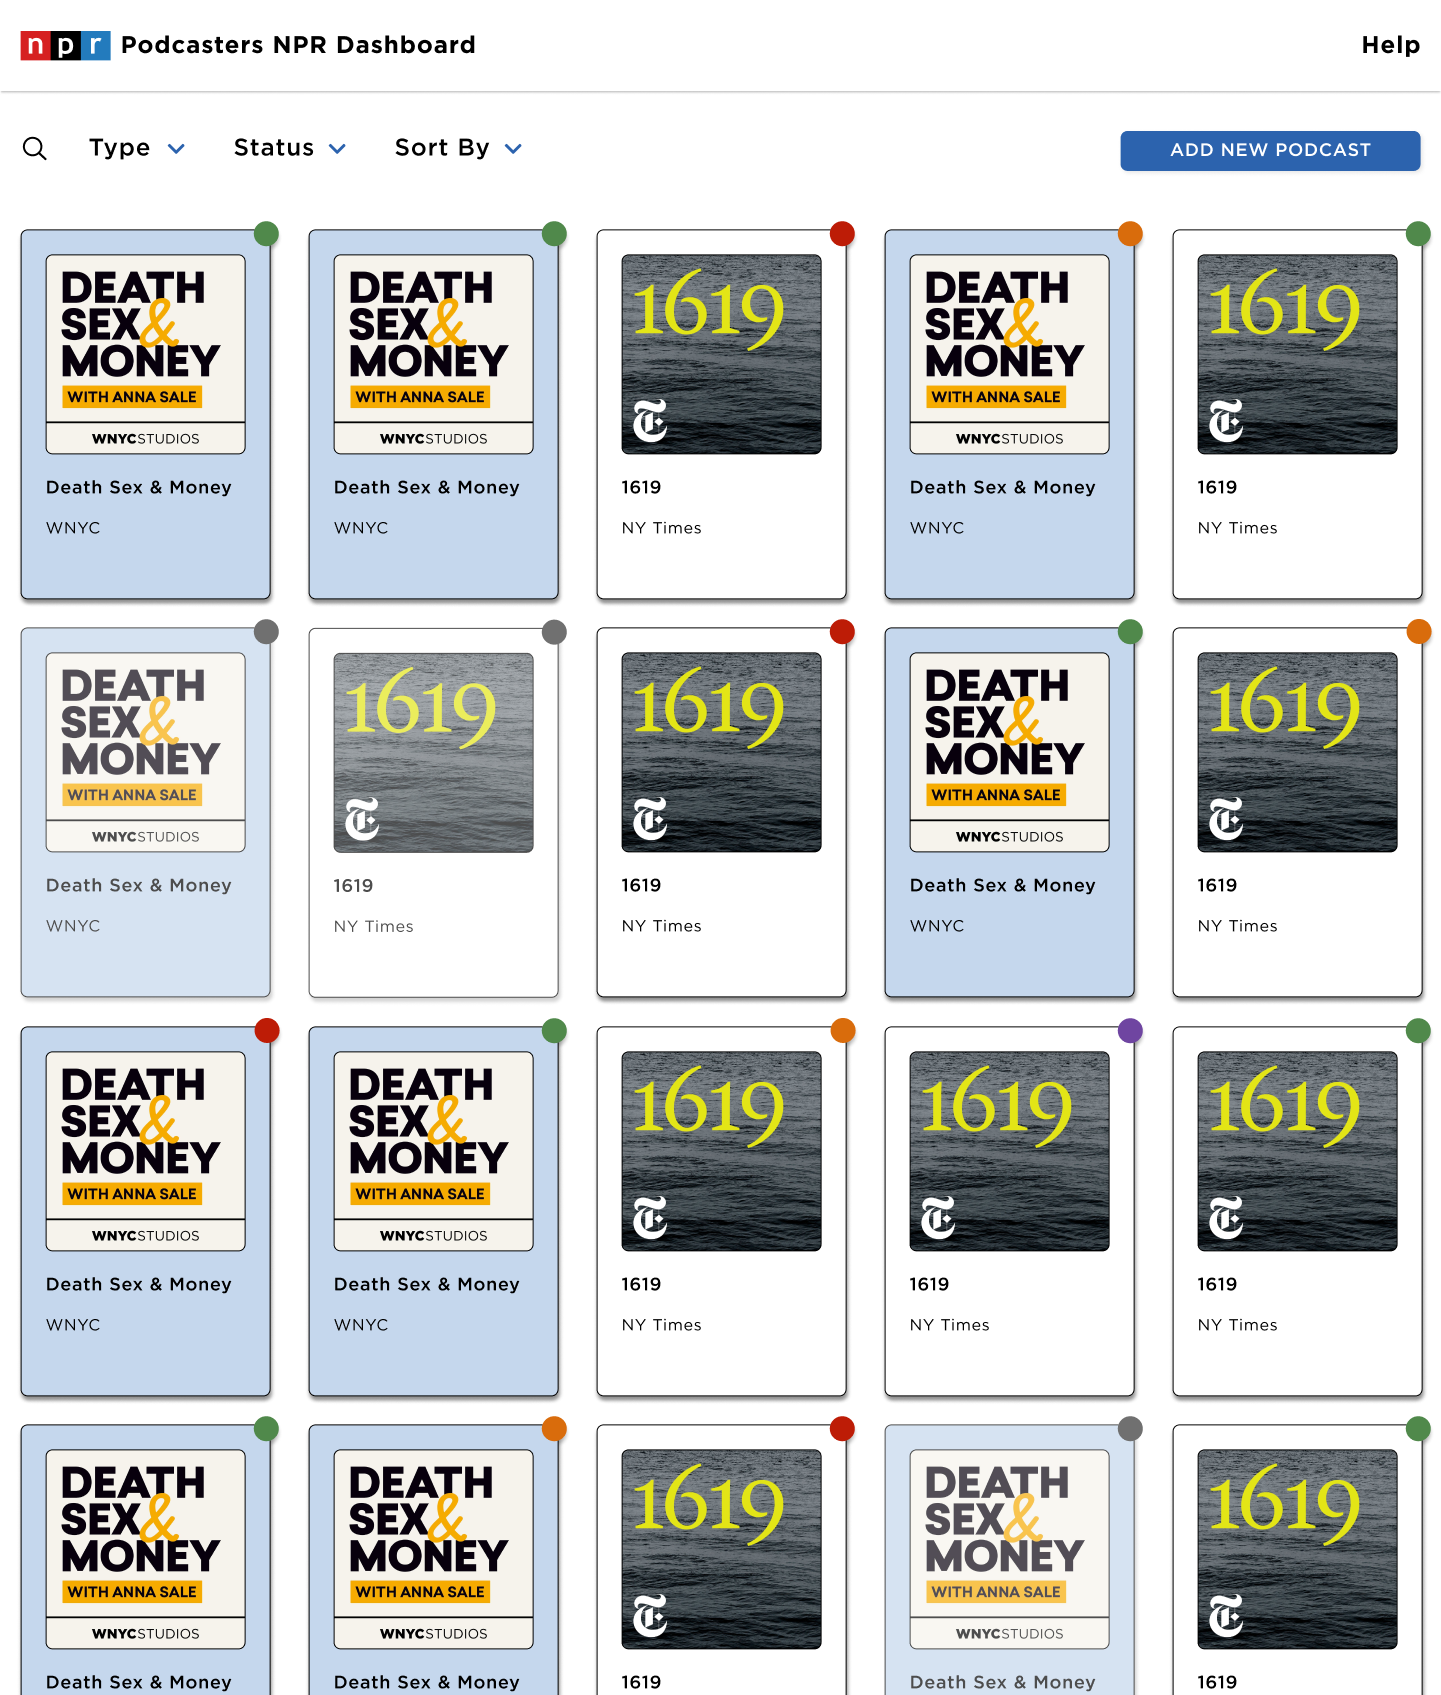 npr Podcasters NPR Dashboard
Help
Type
Status
Sort By
ADD NEW PODCAST
DEATH
SEX &
MONEY
WITH ANNA SALE
WNYCSTUDIOS
Death Sex & Money
WNYC
DEATH
SEX &
MONEY
WITH ANNA SALE
WNYCSTUDIOS
Death Sex & Money
WNYC
1619
T
1619
NY Times
DEATH
SEX &
MONEY
WITH ANNA SALE
WNYCSTUDIOS
Death Sex & Money
WNYC
1619
T
1619
NY Times
DEATH
SEX &
MONEY
WITH ANNA SALE
WNYCSTUDIOS
Death Sex & Money
WNYC
1619
T
1619
NY Times
1619
T
1619
NY Times
DEATH
SEX &
MONEY
WITH ANNA SALE
WNYCSTUDIOS
Death Sex & Money
WNYC
1619
T
1619
NY Times
DEATH
SEX &
MONEY
WITH ANNA SALE
WNYCSTUDIOS
Death Sex & Money
WNYC
DEATH
SEX &
MONEY
WITH ANNA SALE
WNYCSTUDIOS
Death Sex & Money
WNYC
1619
T
1619
NY Times
1619
T
1619
NY Times
1619
T
1619
NY Times
DEATH
SEX &
MONEY
WITH ANNA SALE
WNYCSTUDIOS
Death Sex & Money
DEATH
SEX &
MONEY
WITH ANNA SALE
WNYCSTUDIOS
Death Sex & Money
1619
T
1619
DEATH
SEX &
MONEY
WITH ANNA SALE
WNYCSTUDIOS
Death Sex & Money
1619
T
1619